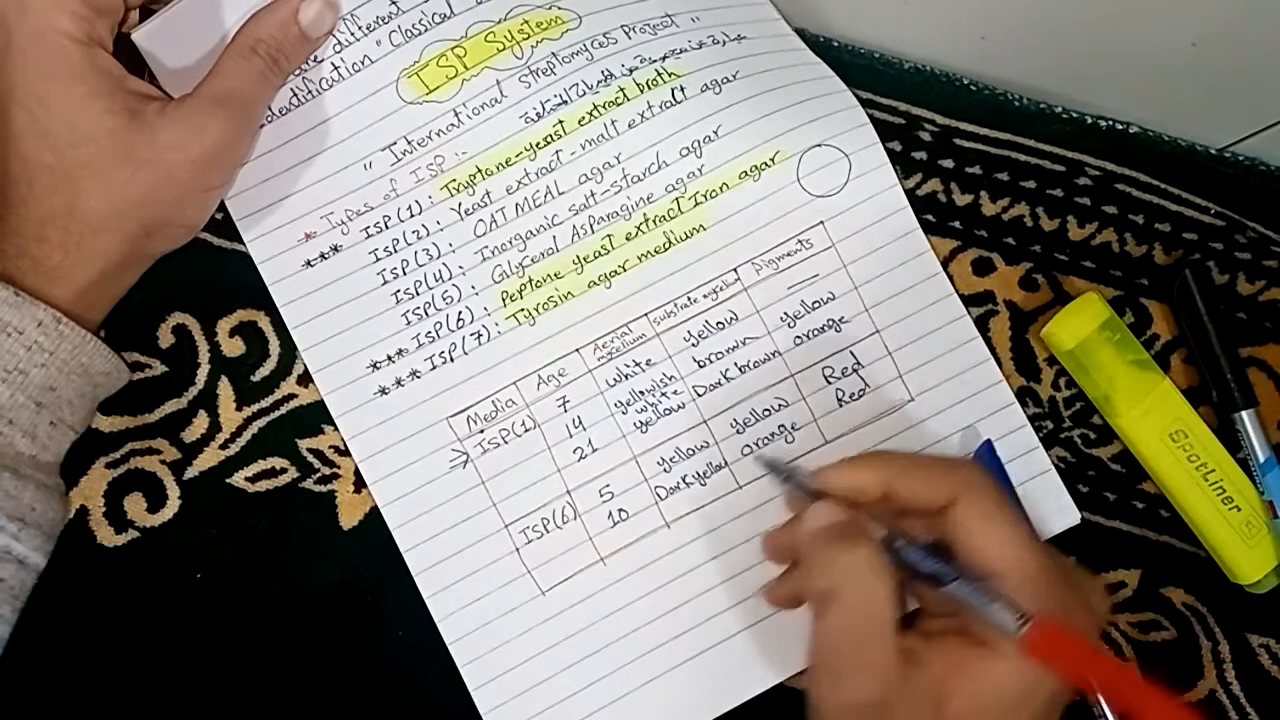 different
identification "Classical
ISP System
" International streptomyces Project "
* Types of ISP :-
*** ISP(1): Tryptone-yeast extract broth
ISP(2): Yeast extract-malt extract agar
ISP(3): OAT MEAL agar
ISP(4): Inorganic salt-starch agar
ISP(5): Glycerol Asparagine agar
*** ISP(6): Peptone yeast extract Iron agar
*** ISP(7): Tyrosin agar medium
Media Age Aerial mycelium substrate mycelium Pigments
ISP(1) 7 white yellow —
14 yellowish white brown yellow
21 yellow Dark brown orange
ISP(6) 5 yellow yellow Red
10 Dark yellow orange Red
SpotLiner